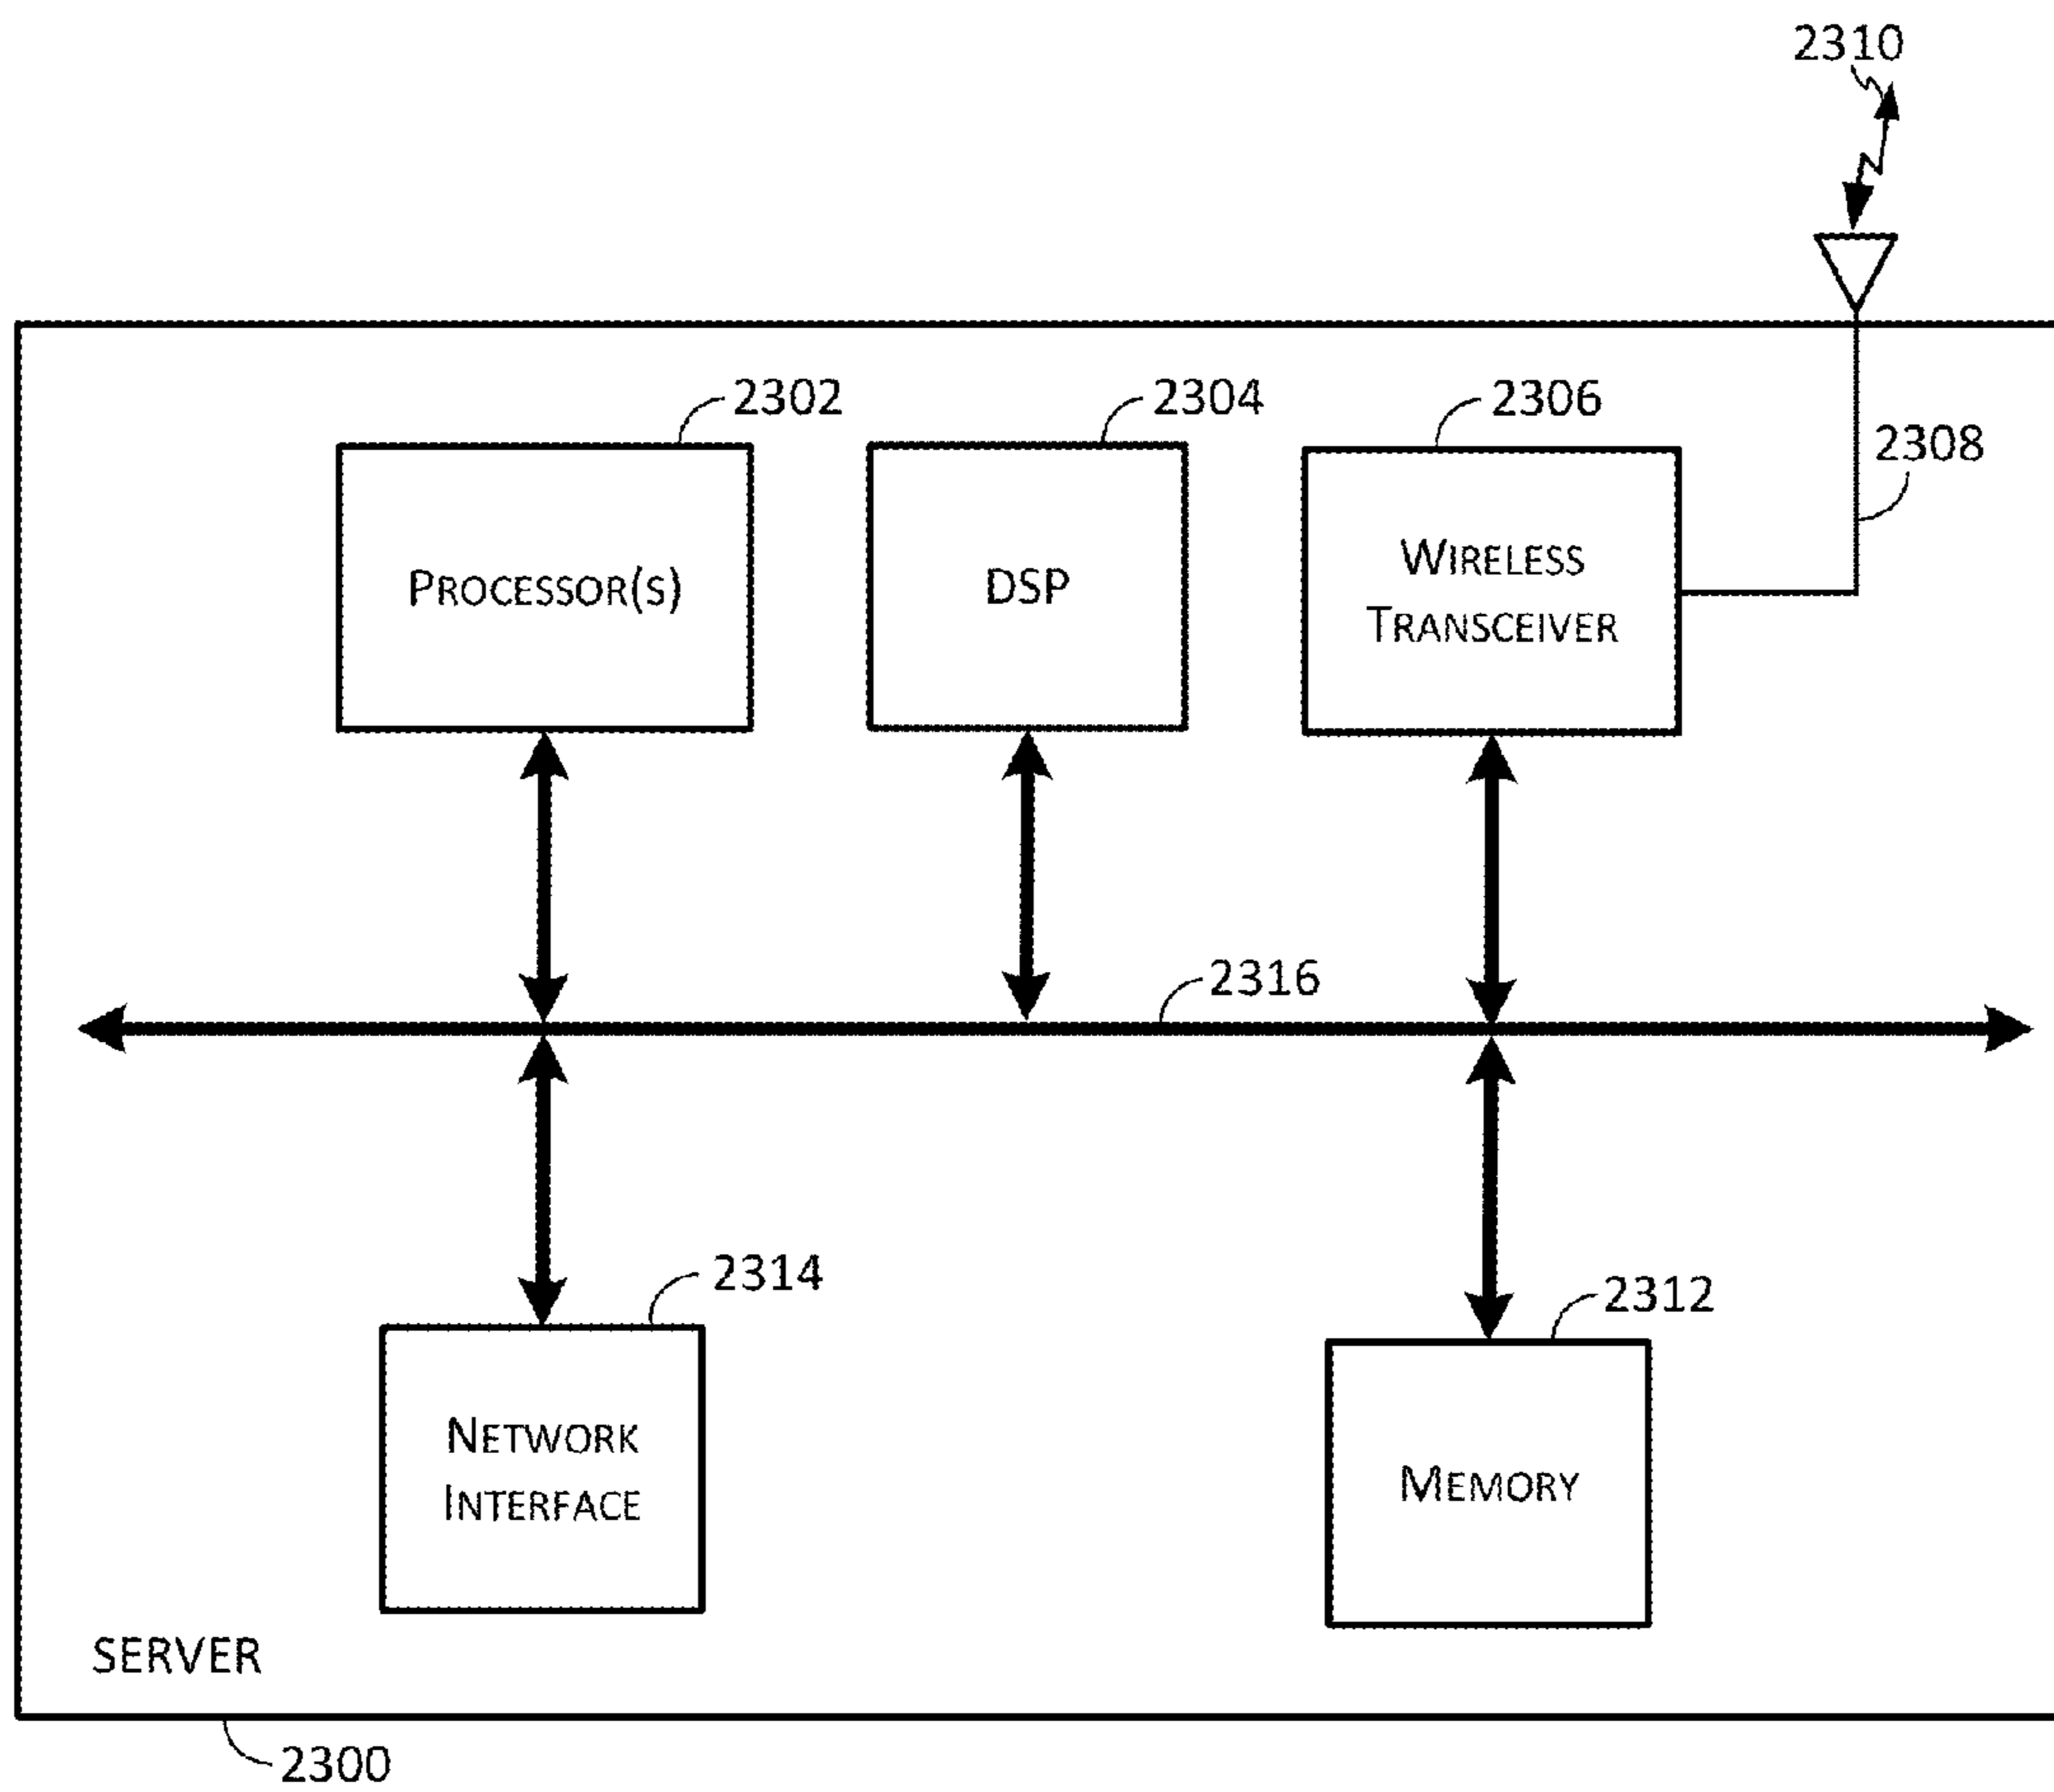 2310
2302
2304
2306
2308
PROCESSOR(S)
DSP
WIRELESS
TRANSCEIVER
2316
2314
2312
NETWORK
INTERFACE
MEMORY
SERVER
2300